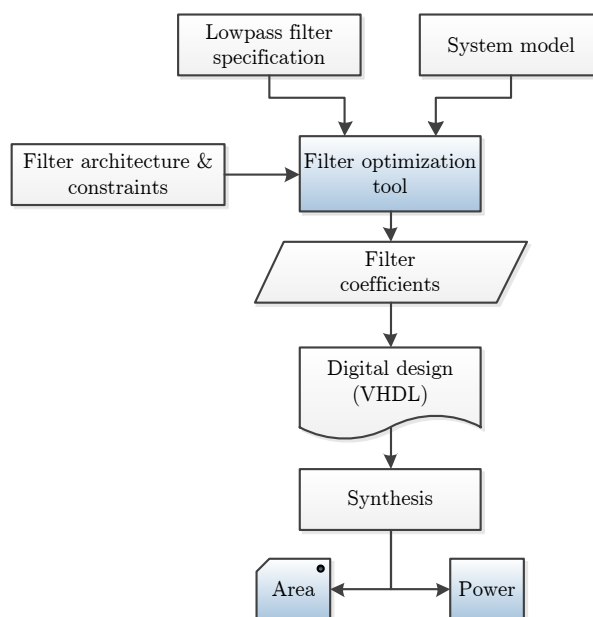 Lowpass filter
specification
System model
Filter architecture &
constraints
Filter optimization
tool
Filter
coefficients
Digital design
(VHDL)
Synthesis
Area
Power